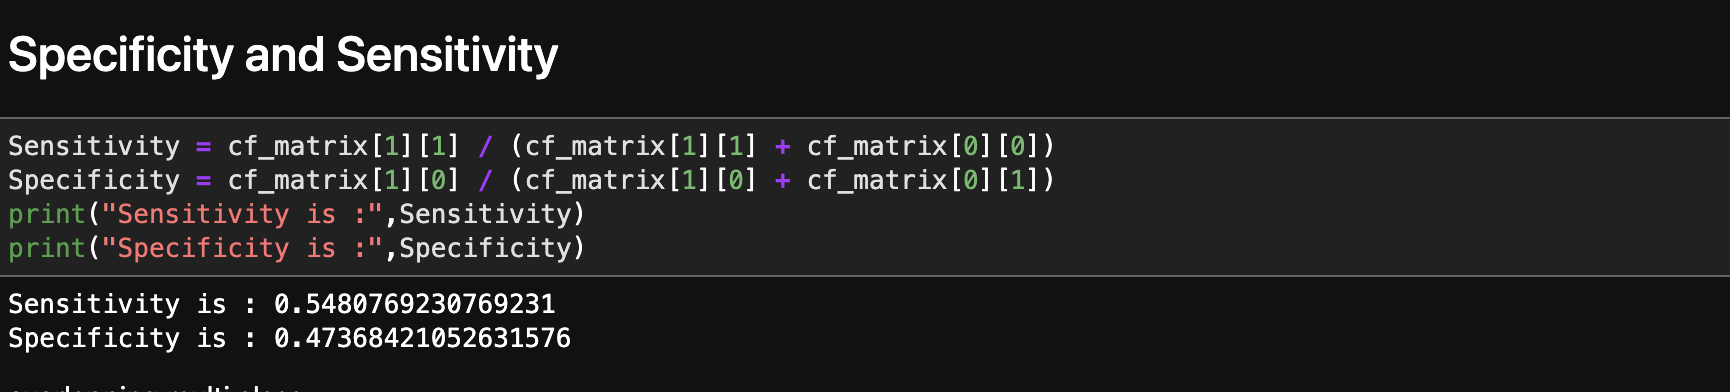 Specificity and Sensitivity
Sensitivity = cf_matrix[1][1] / (cf_matrix[1][1] + cf_matrix[0][0])
Specificity = cf_matrix[1][0] / (cf_matrix[1][0] + cf_matrix[0][1])
print("Sensitivity is :",Sensitivity)
print("Specificity is :",Specificity)
Sensitivity is : 0.5480769230769231
Specificity is : 0.47368421052631576